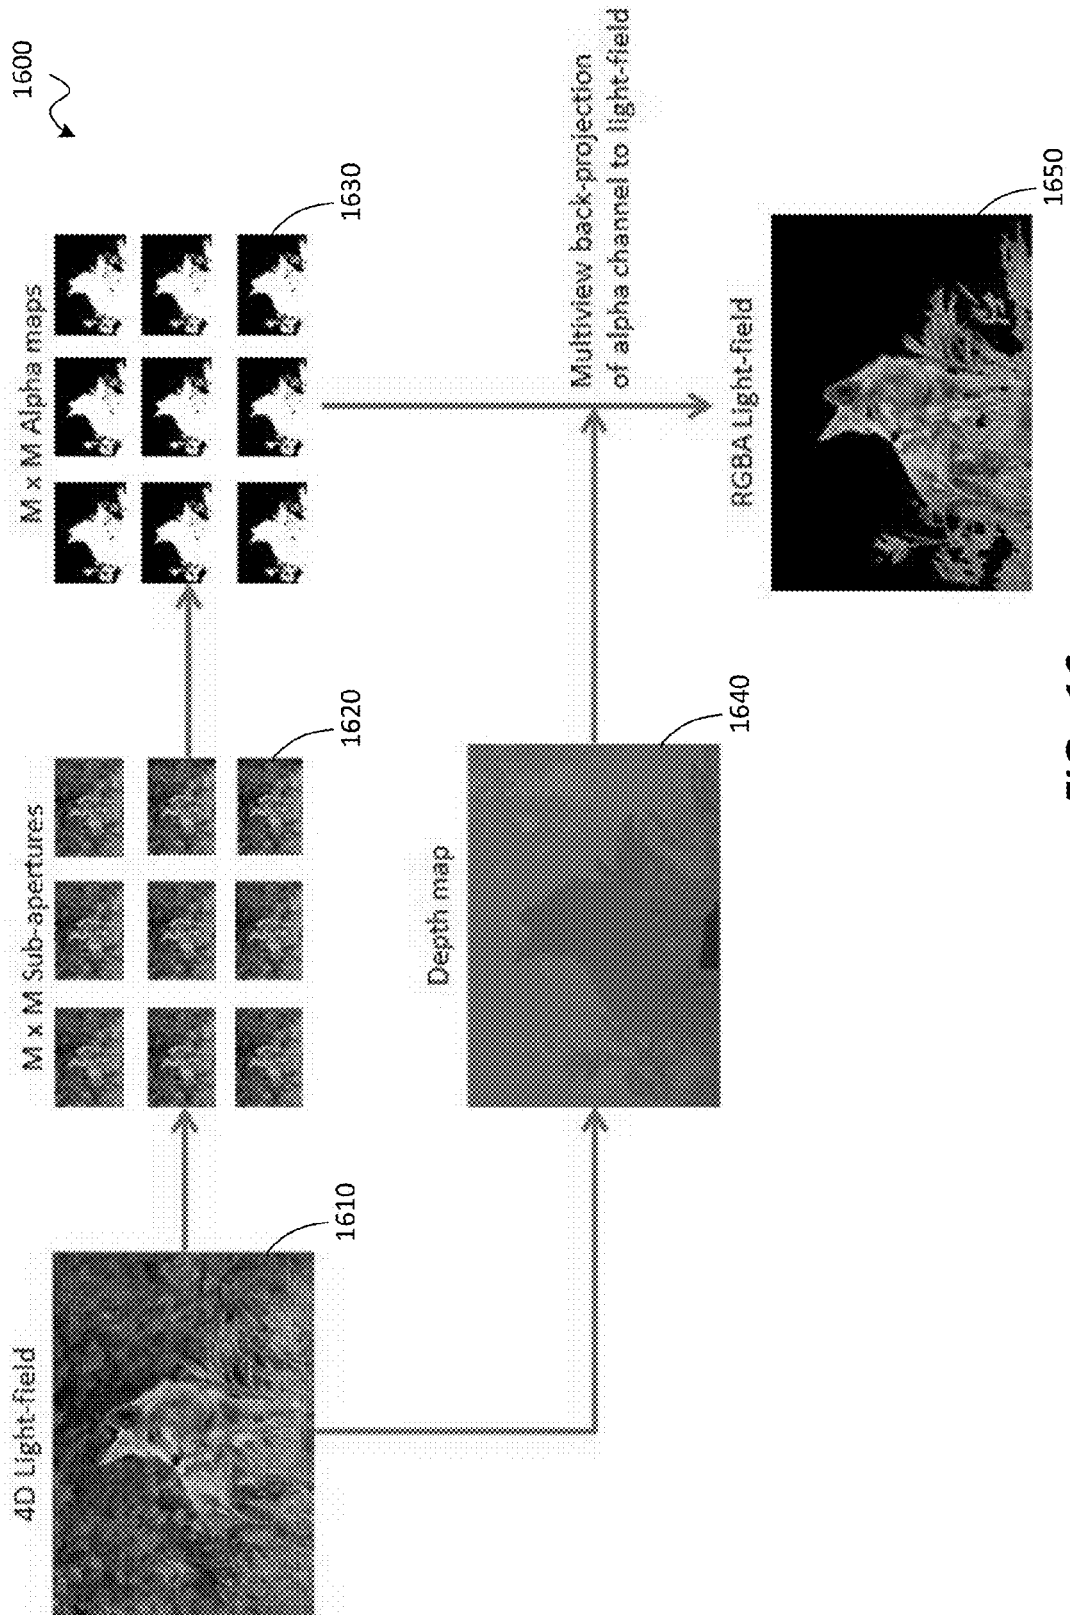 1600
4D Light-field
M x M Sub-apertures
M x M Alpha maps
1610
1620
1630
Depth map
Multiview back-projection
of alpha channel to light-field
1640
RGBA Light-field
1650